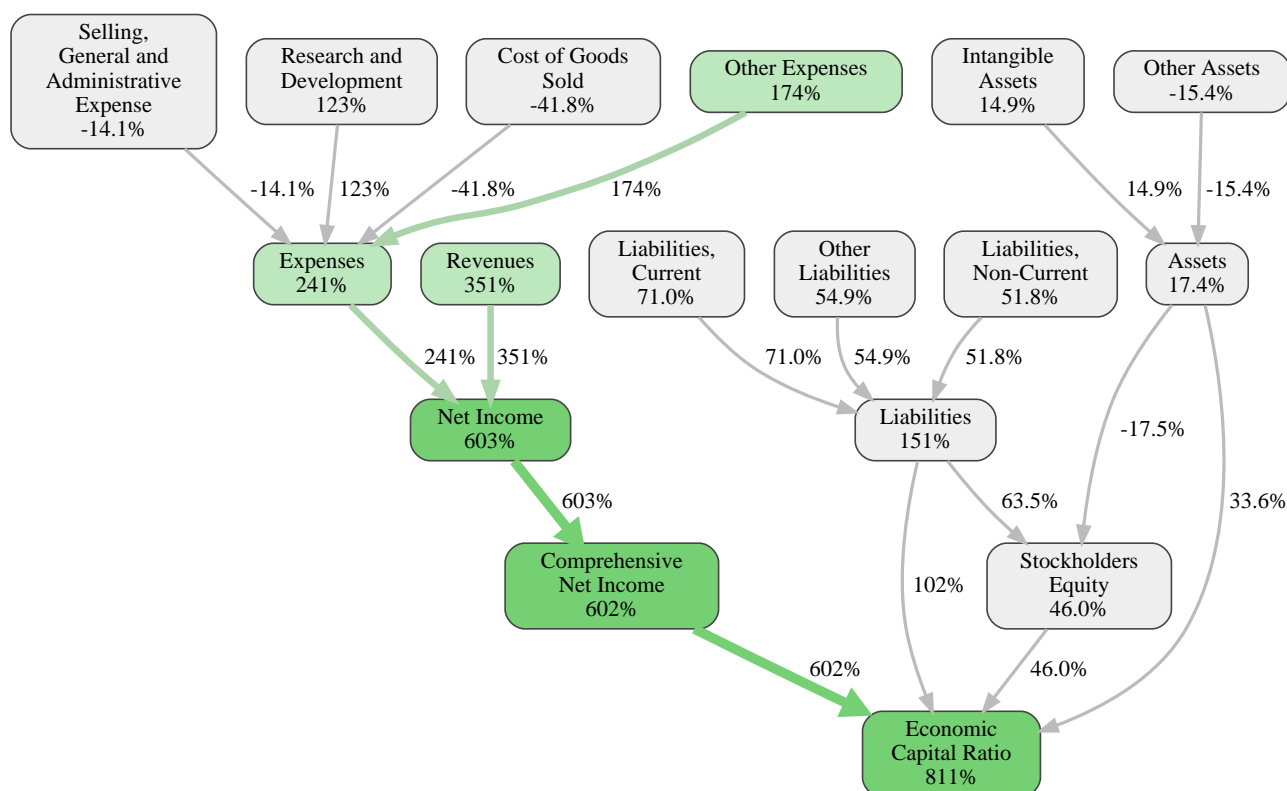 Selling,
General and
Administrative
Expense
-14.1%
Research and
Development
123%
Cost of Goods
Sold
-41.8%
Other Expenses
174%
Intangible
Assets
14.9%
Other Assets
-15.4%
-14.1%
123%
-41.8%
174%
14.9%
-15.4%
Expenses
241%
Revenues
351%
Liabilities,
Current
71.0%
Other
Liabilities
54.9%
Liabilities,
Non-Current
51.8%
Assets
17.4%
241%
351%
71.0%
54.9%
51.8%
Net Income
603%
Liabilities
151%
-17.5%
603%
63.5%
33.6%
Comprehensive
Net Income
602%
102%
Stockholders
Equity
46.0%
602%
46.0%
Economic
Capital Ratio
811%